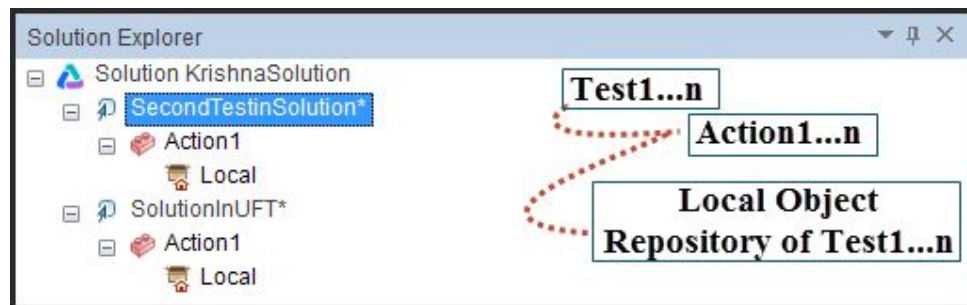 Solution Explorer
Solution KrishnaSolution
SecondTestinSolution*
Action1
Local
SolutionInUFT*
Action1
Local
Test1...n
Action1...n
Local Object
Repository of Test1...n